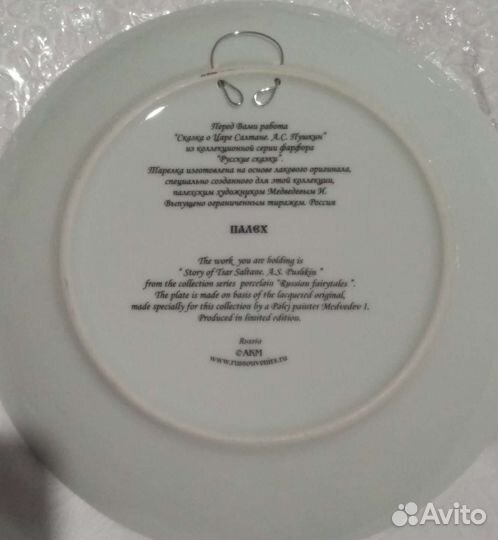 Перед Вами работа
"Сказка о Царе Салтане. А.С. Пушкин"
из коллекционной серии фарфора
"Русские сказки".
Тарелка изготовлена на основе лакового оригинала,
специально созданного для этой коллекции,
палехским художником Медведевым И.
Выпущено ограниченным тиражем. Россия
ПАЛЕХ
The work you are holding is
" Story of Tsar Saltane. A.S. Pushkin "
from the collection series porcelain "Russian fairytales ".
The plate is made on basis of the lacquesed original,
made specially for this collection by a Palej painter Medvedev I.
Produced in limited edition.
Russia
©АКМ
www.russouvenirs.ru
Avito